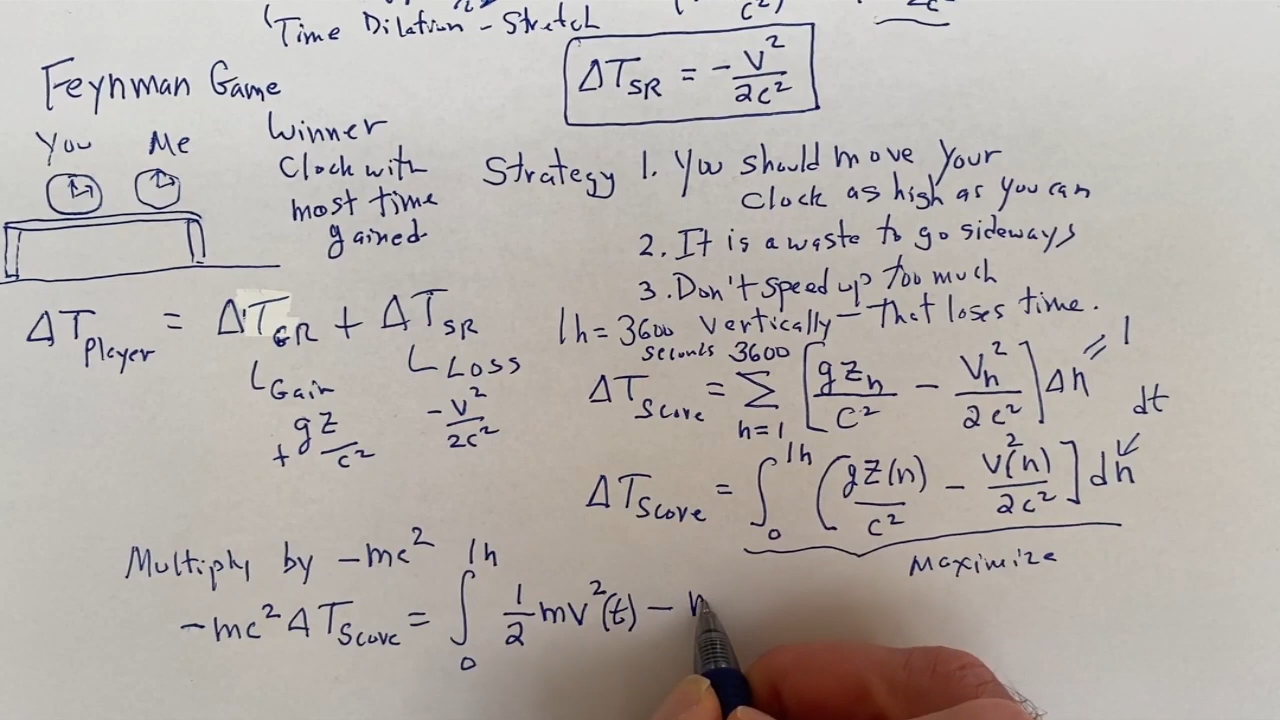 Time Dilation - Stretch
c²)
2c²
ΔT_SR = - v²/2c²
Feynman Game
You Me
Winner
Clock with
most time
gained
Strategy 1. You should move your
clock as high as you can
2. It is a waste to go sideways
3. Don't speed up too much
vertically - that loses time.
1h = 3600
seconds
ΔT_Player = ΔT_GR + ΔT_SR
Gain
Loss
+ gz/c²
- v²/2c²
ΔT_Score = Σ_{n=1}^{3600} [gz_n/c² - v_n²/2c²] Δn = 1
dt
ΔT_Score = ∫_0^{1h} (gz(n)/c² - v²(n)/2c²] dn
Maximize
Multiply by -mc²
-mc² ΔT_Score = ∫_0^{1h} 1/2 mv²(t) -